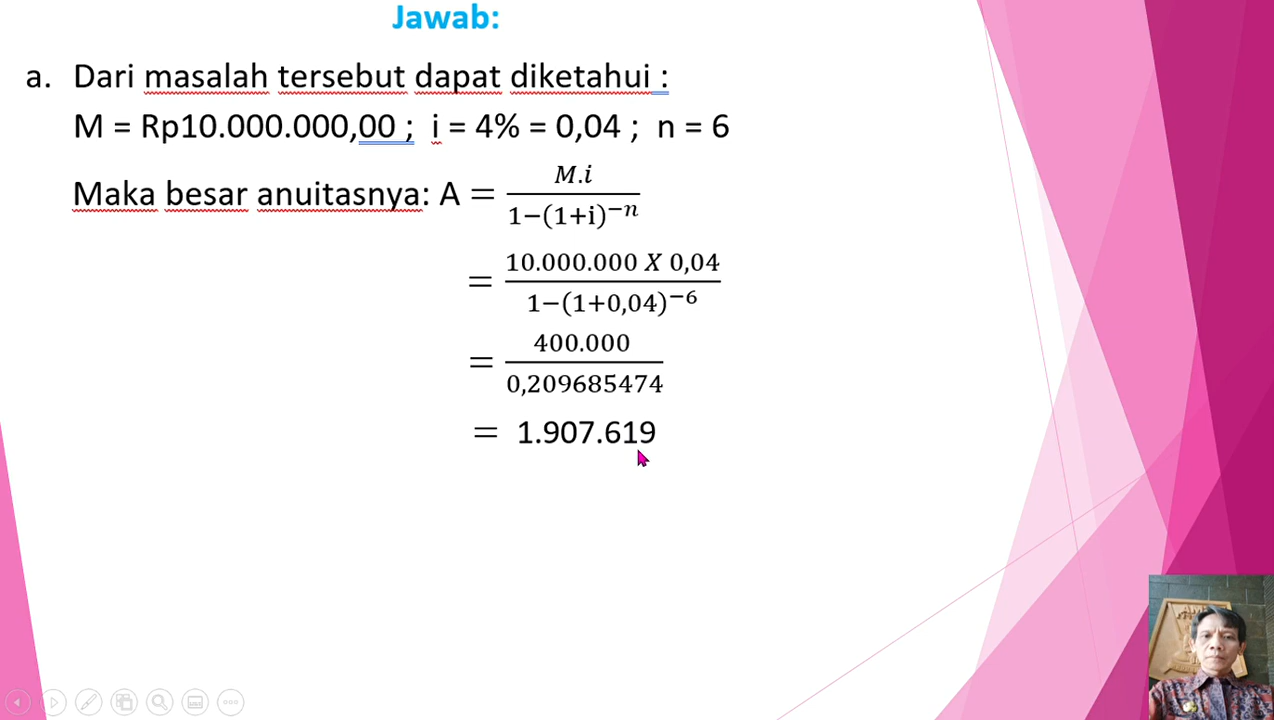 Jawab:
a. Dari masalah tersebut dapat diketahui :
M = Rp10.000.000,00 ; i = 4% = 0,04 ; n = 6
Maka besar anuitasnya: A = M.i / 1−(1+i)^−n
= 10.000.000 X 0,04 / 1−(1+0,04)^−6
= 400.000 / 0,209685474
= 1.907.619